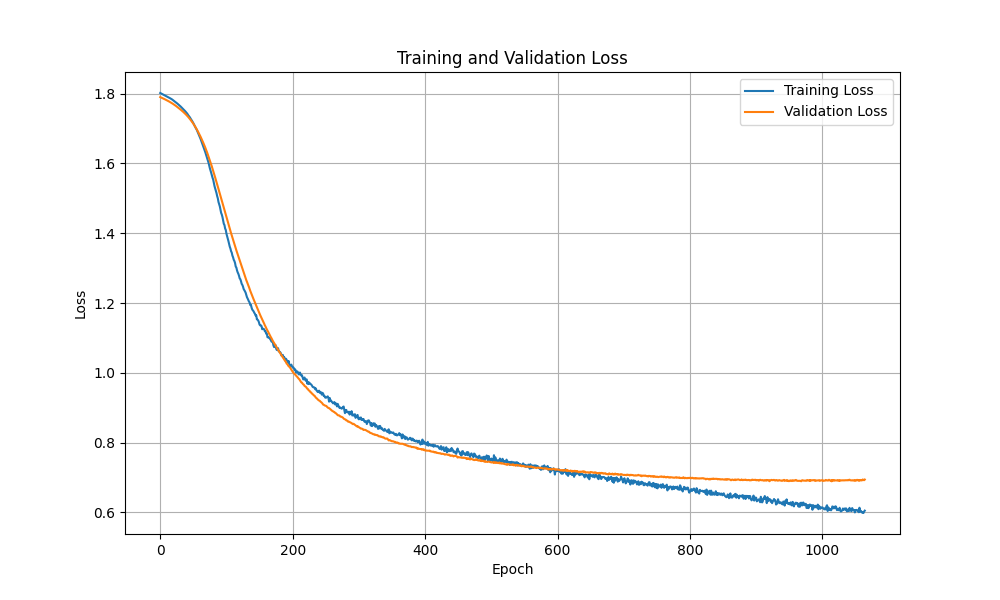 Training and Validation Loss
Training Loss
Validation Loss
1.8
1.6
1.4
1.2
1.0
0.8
0.6
Loss
0 200 400 600 800 1000
Epoch